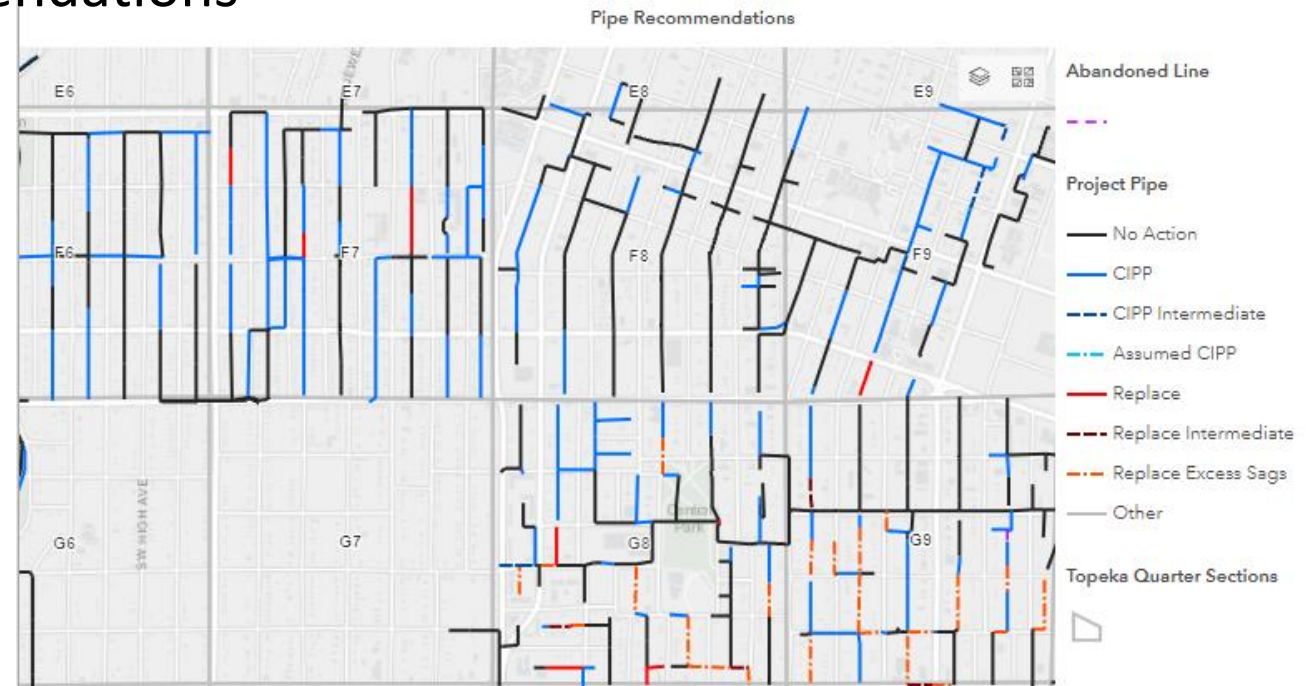 endations
Pipe Recommendations
E6
E7
E8
E9
F6
F7
F8
F9
G6
SW HIGH AVE
G7
G8
Park
G9
Abandoned Line
Project Pipe
No Action
CIPP
CIPP Intermediate
Assumed CIPP
Replace
Replace Intermediate
Replace Excess Sags
Other
Topeka Quarter Sections